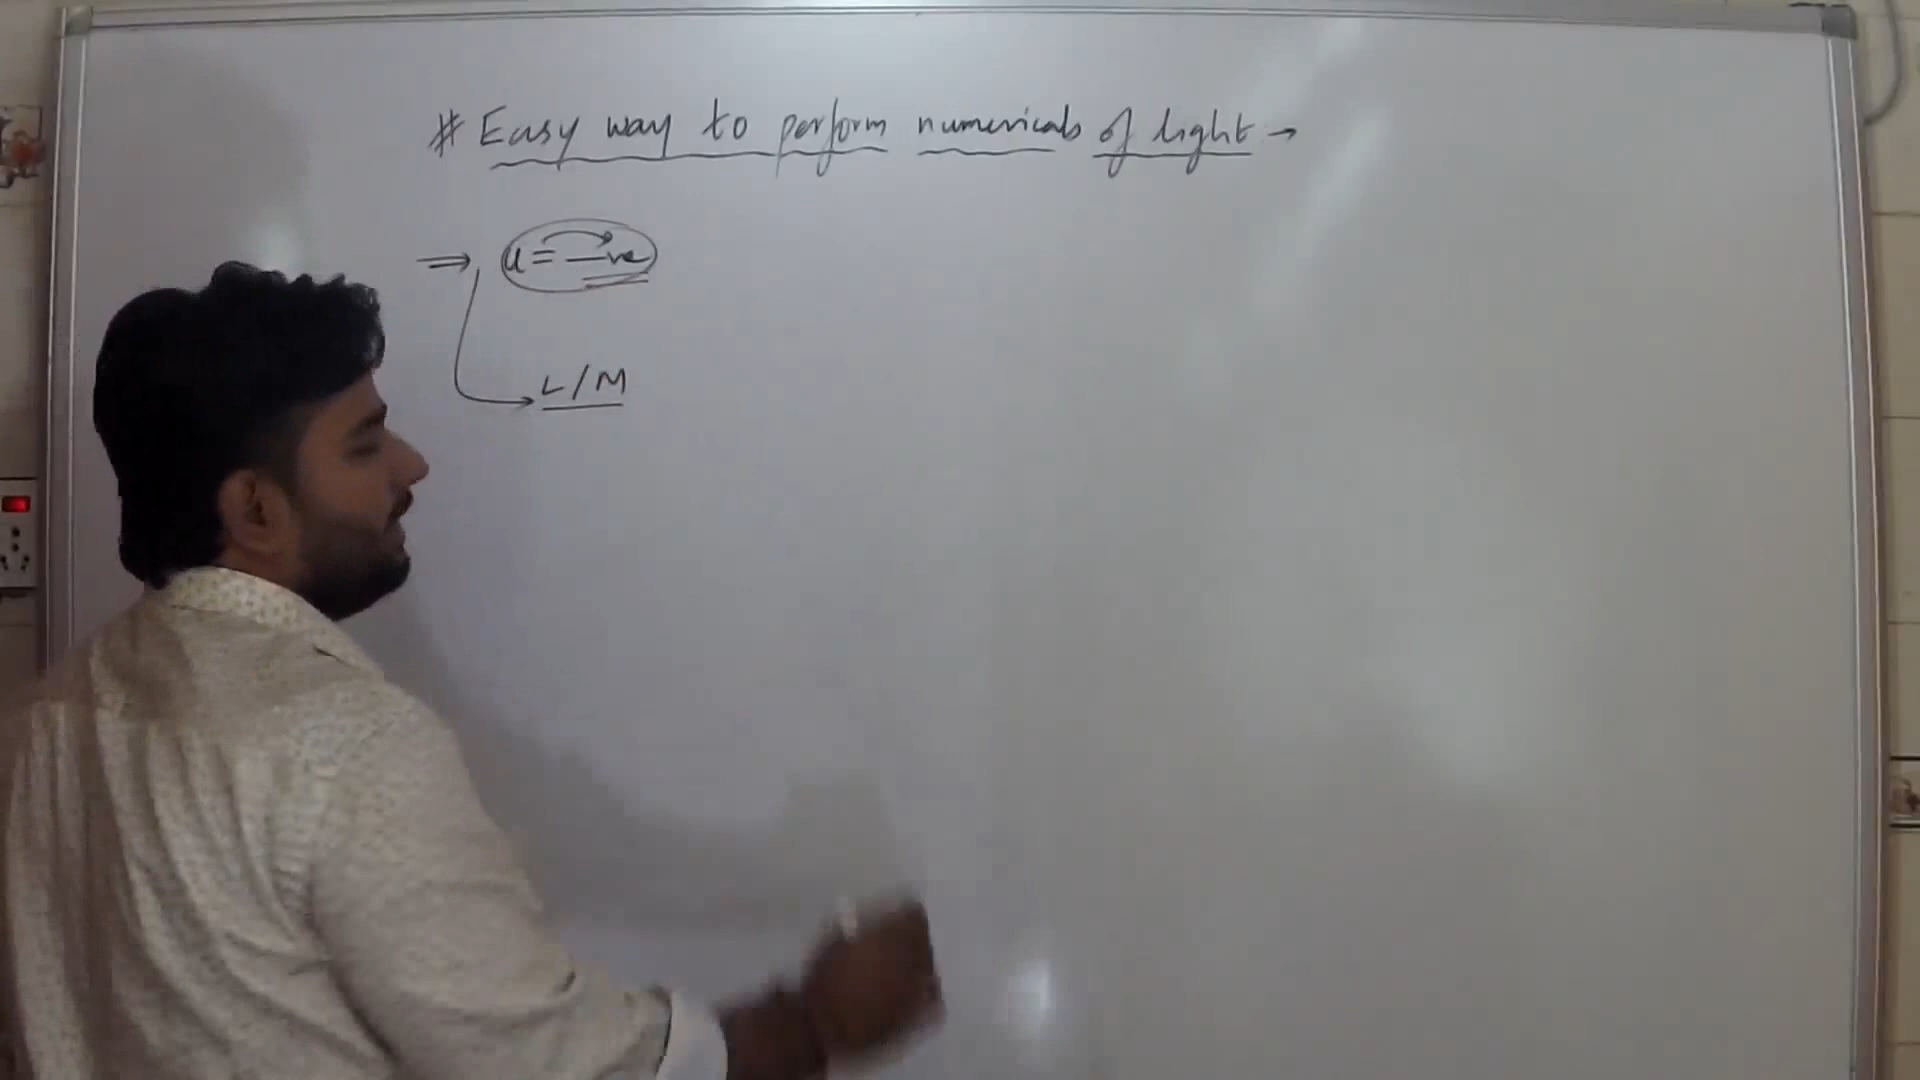 # Easy way to perform numericals of light →
⇒ u = -ve
L/M